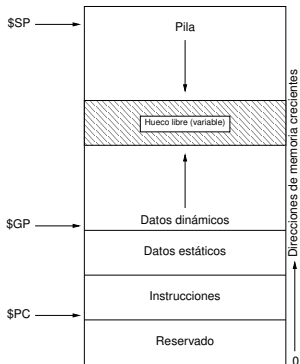 $SP
Pila
Hueco libre (variable)
Direcciones de memoria crecientes
Datos dinámicos
$GP
Datos estáticos
Instrucciones
$PC
Reservado
0